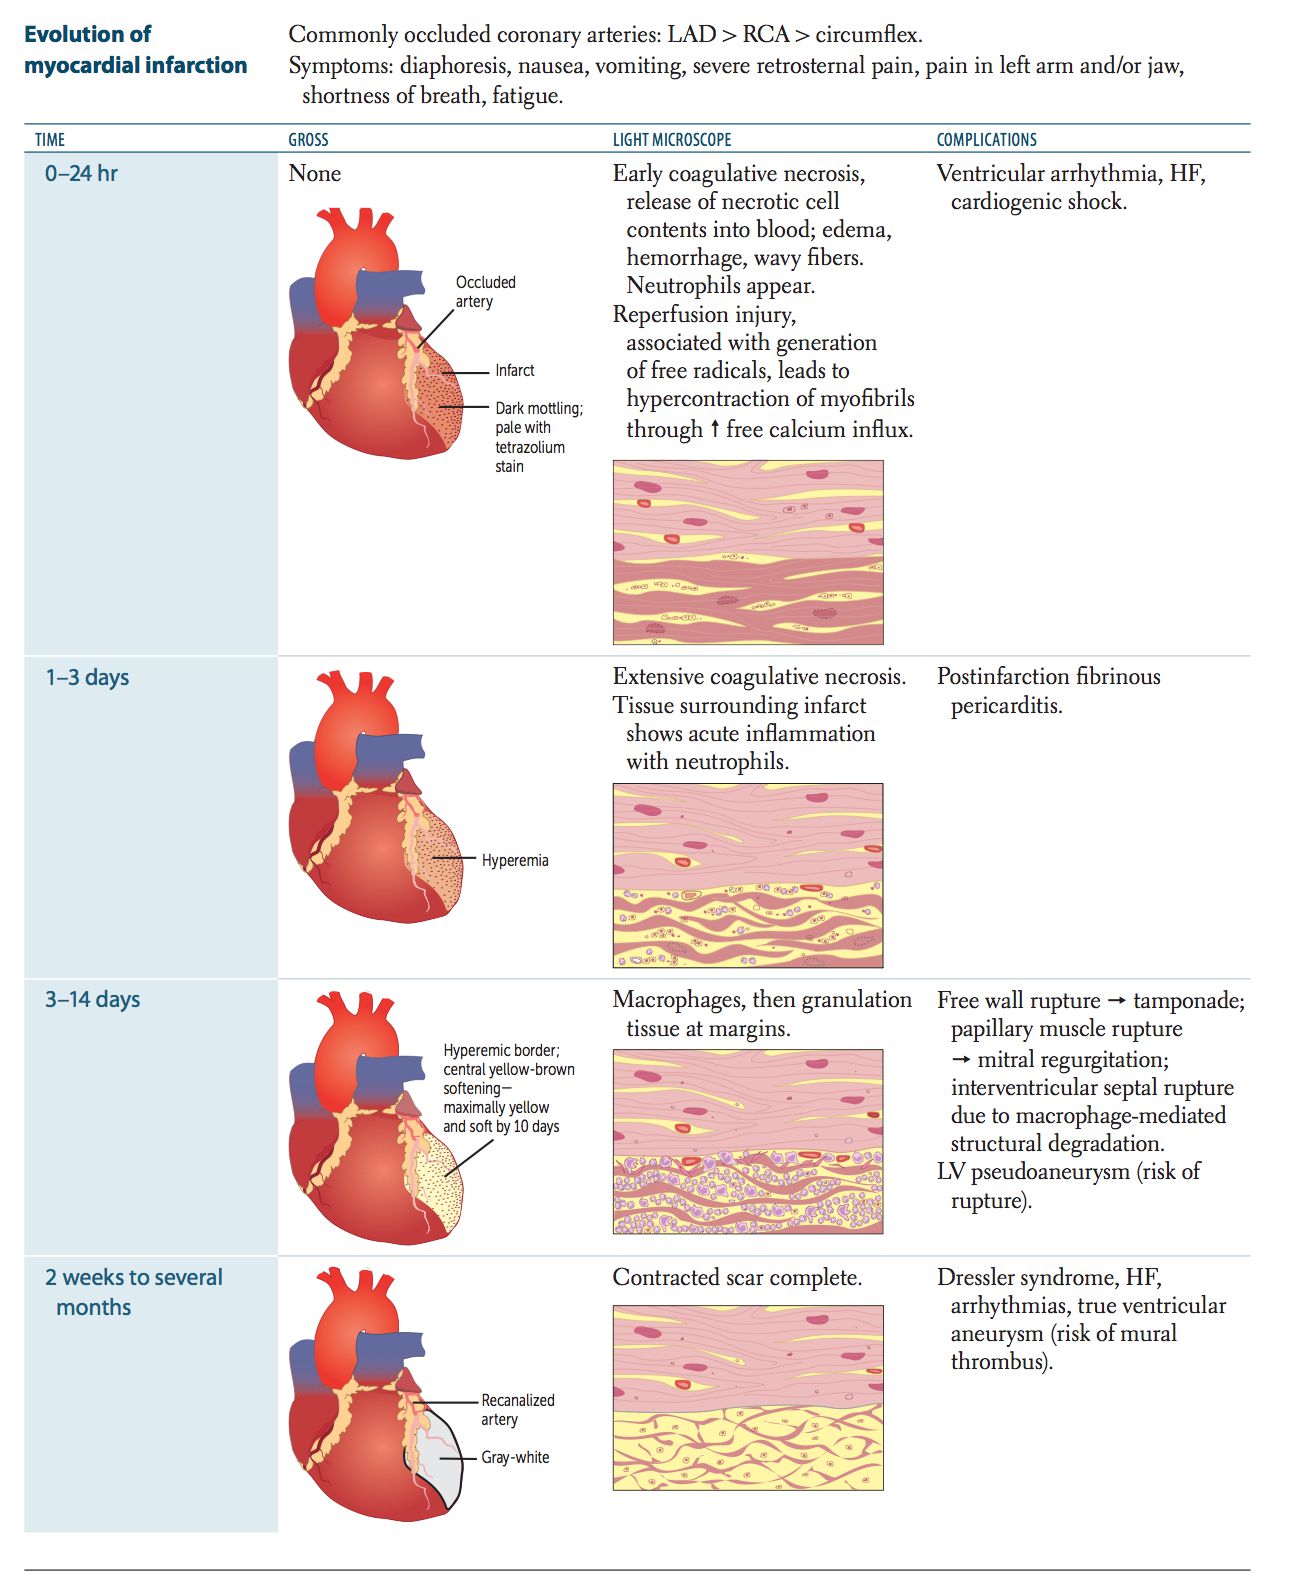 Evolution of
myocardial infarction
Commonly occluded coronary arteries: LAD > RCA > circumflex.
Symptoms: diaphoresis, nausea, vomiting, severe retrosternal pain, pain in left arm and/or jaw,
shortness of breath, fatigue.
TIME GROSS LIGHT MICROSCOPE COMPLICATIONS
0–24 hr
None
Occluded
artery
Infarct
Dark mottling;
pale with
tetrazolium
stain
Early coagulative necrosis,
release of necrotic cell
contents into blood; edema,
hemorrhage, wavy fibers.
Neutrophils appear.
Reperfusion injury,
associated with generation
of free radicals, leads to
hypercontraction of myofibrils
through ↑ free calcium influx.
Ventricular arrhythmia, HF,
cardiogenic shock.
1–3 days
Hyperemia
Extensive coagulative necrosis.
Tissue surrounding infarct
shows acute inflammation
with neutrophils.
Postinfarction fibrinous
pericarditis.
3–14 days
Hyperemic border;
central yellow-brown
softening—
maximally yellow
and soft by 10 days
Macrophages, then granulation
tissue at margins.
Free wall rupture → tamponade;
papillary muscle rupture
→ mitral regurgitation;
interventricular septal rupture
due to macrophage-mediated
structural degradation.
LV pseudoaneurysm (risk of
rupture).
2 weeks to several
months
Recanalized
artery
Gray-white
Contracted scar complete.
Dressler syndrome, HF,
arrhythmias, true ventricular
aneurysm (risk of mural
thrombus).